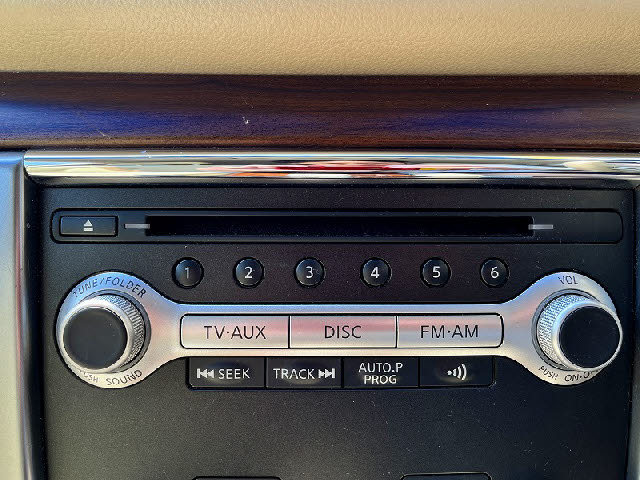 1 2 3 4 5 6
TUNE/FOLDER
VOL
TV·AUX DISC FM·AM
PUSH SOUND
PUSH ON·OFF
SEEK TRACK AUTO.P
PROG